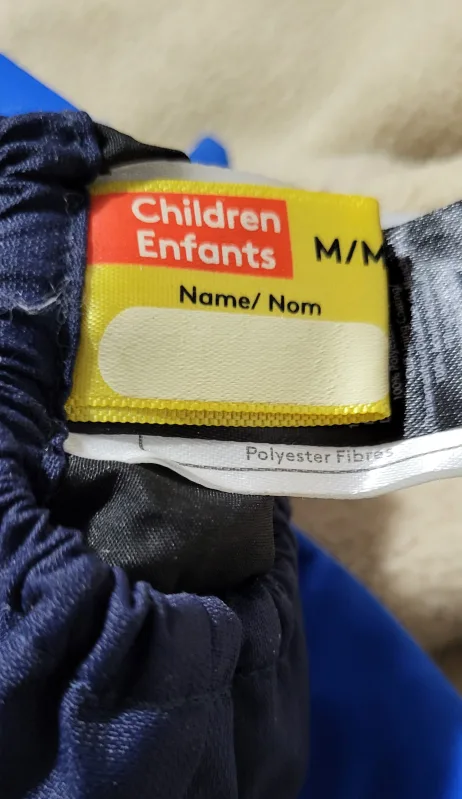 Children
Enfants
M/M
Name/ Nom
Polyester Fibres